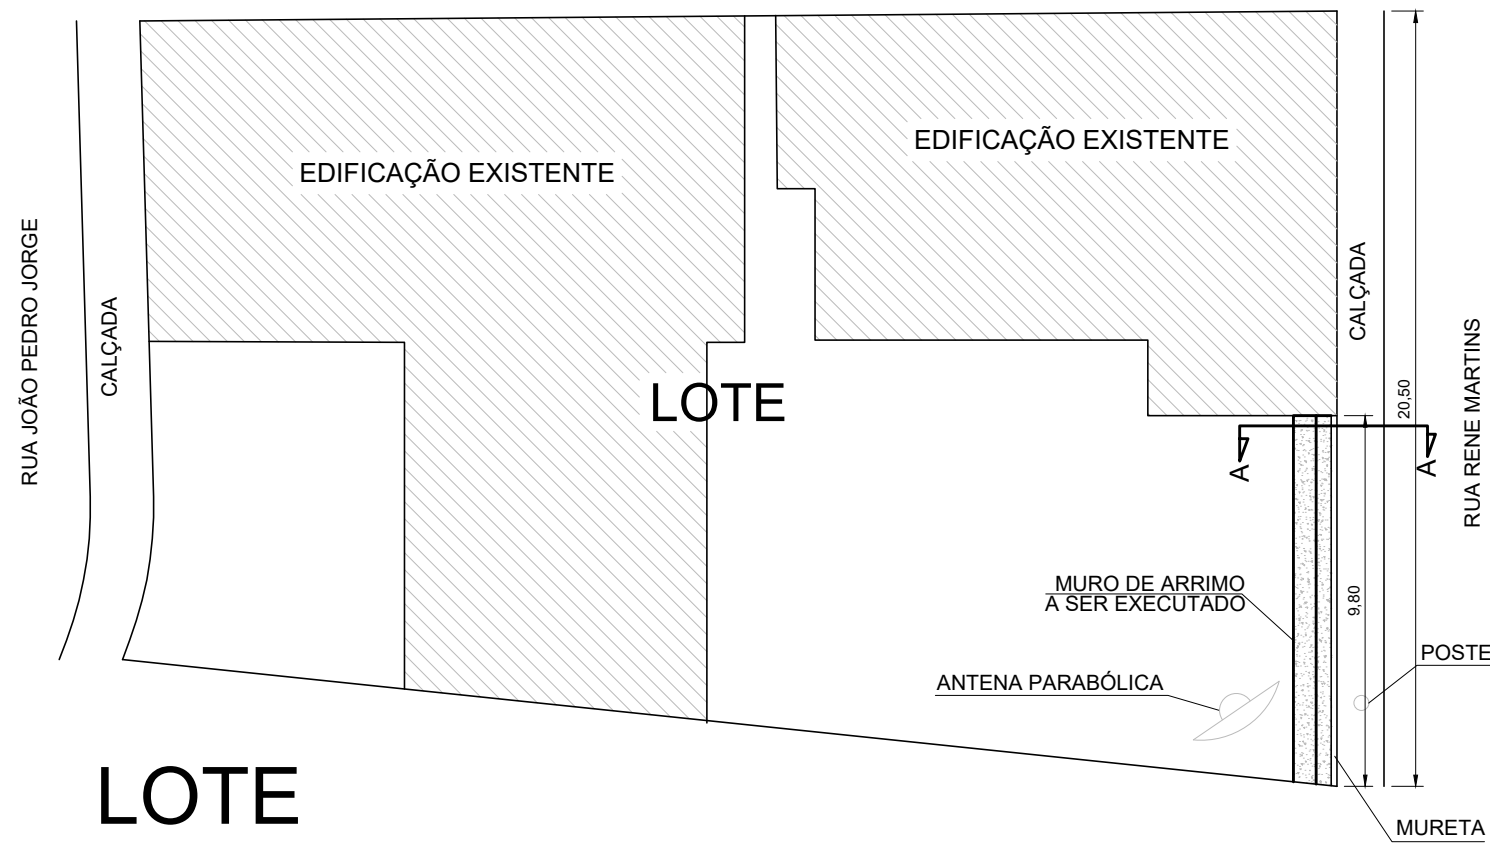 EDIFICAÇÃO EXISTENTE
EDIFICAÇÃO EXISTENTE
RUA JOÃO PEDRO JORGE
CALÇADA
CALÇADA
RUA RENE MARTINS
20,50
LOTE
A
A
MURO DE ARRIMO
A SER EXECUTADO
9,80
POSTE
ANTENA PARABÓLICA
LOTE
MURETA